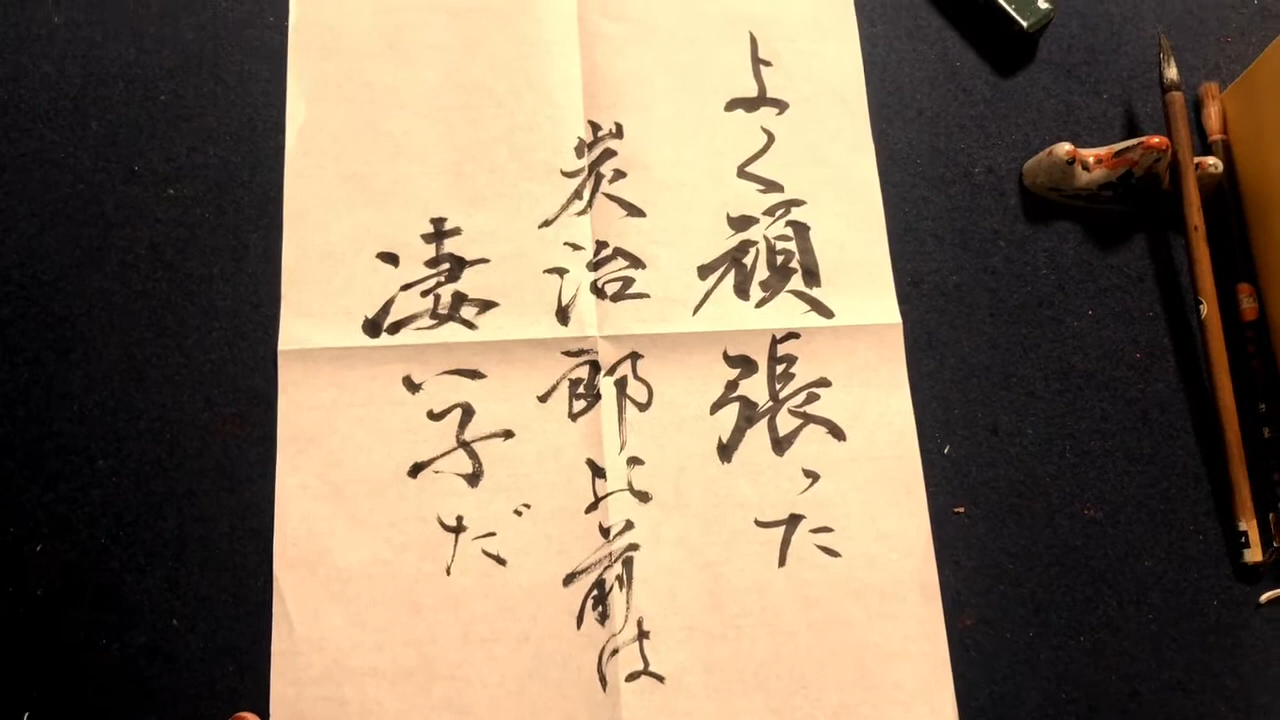 よく頑張った
炭治郎お前は
凄い子だ